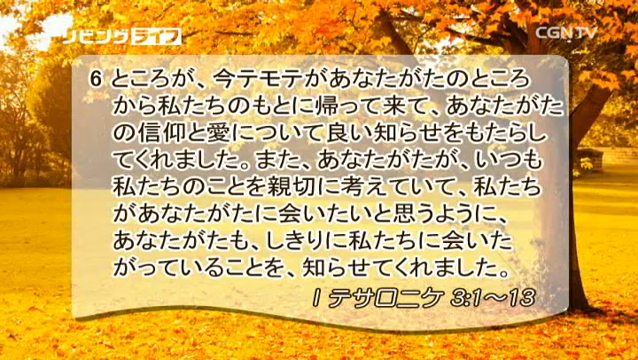 リビングライフ
CGNTV
6 ところが、今テモテがあなたがたのところ
から私たちのもとに帰って来て、あなたがた
の信仰と愛について良い知らせをもたらし
てくれました。また、あなたがたが、いつも
私たちのことを親切に考えていて、私たち
があなたがたに会いたいと思うように、
あなたがたも、しきりに私たちに会いた
がっていることを、知らせてくれました。
Iテサロニケ 3:1〜13